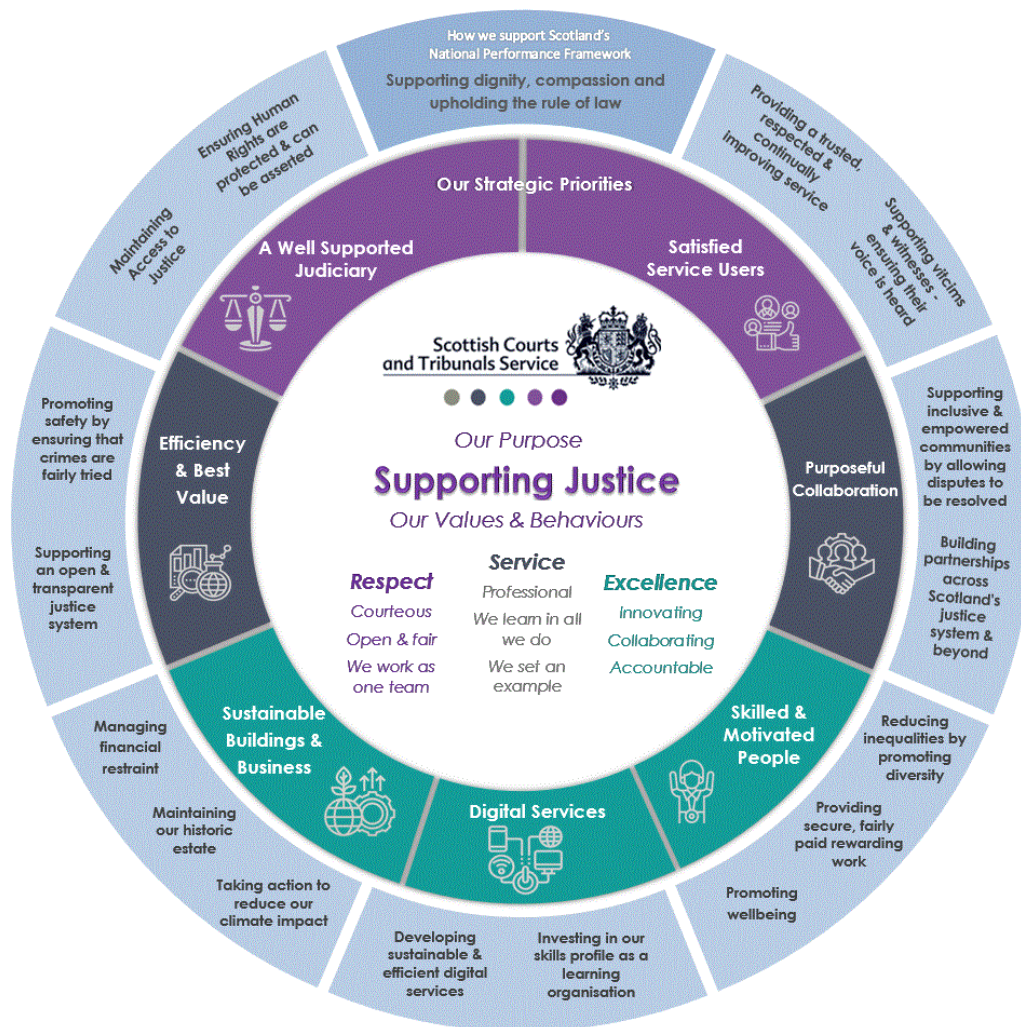 How we support Scotland's
National Performance Framework
Supporting dignity, compassion and
upholding the rule of law
Providing a trusted,
respected &
continually
improving service
Supporting vitcims
& witnesses -
ensuring their
voice is heard
Supporting
inclusive &
empowered
communities
by allowing
disputes to
be resolved
Building
partnerships
across
Scotland's
justice
system &
beyond
Reducing
inequalities by
promoting
diversity
Providing
secure, fairly
paid rewarding
work
Promoting
wellbeing
Investing in our
skills profile as a
learning
organisation
Developing
sustainable &
efficient digital
services
Taking action to
reduce our
climate impact
Maintaining
our historic
estate
Managing
financial
restraint
Supporting
an open &
transparent
justice
system
Promoting
safety by
ensuring that
crimes are
fairly tried
Maintaining
Access to
Justice
Ensuring Human
Rights are
protected & can
be asserted
Our Strategic Priorities
A Well Supported
Judiciary
Satisfied
Service Users
Purposeful
Collaboration
Skilled &
Motivated
People
Digital Services
Sustainable
Buildings &
Business
Efficiency
& Best
Value
Scottish Courts
and Tribunals Service
Our Purpose
Supporting Justice
Our Values & Behaviours
Respect
Courteous
Open & fair
We work as
one team
Service
Professional
We learn in all
we do
We set an
example
Excellence
Innovating
Collaborating
Accountable